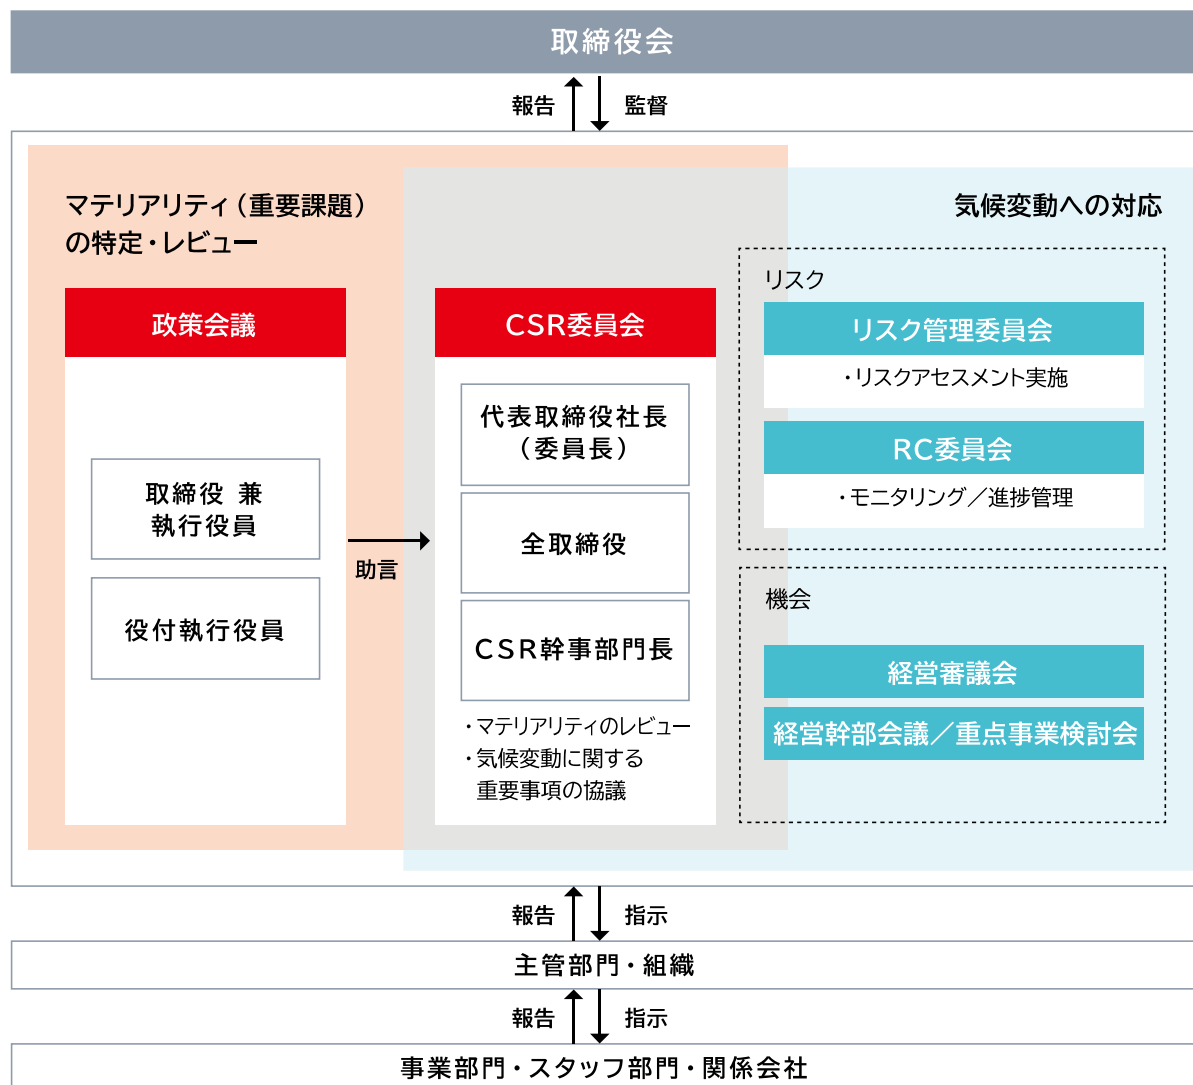 取締役会
報告
監督
マテリアリティ（重要課題）
の特定・レビュー
気候変動への対応
政策会議
取締役 兼
執行役員
役付執行役員
助言
CSR委員会
代表取締役社長
（委員長）
全取締役
CSR幹事部門長
・マテリアリティのレビュー
・気候変動に関する
重要事項の協議
リスク
リスク管理委員会
・リスクアセスメント実施
RC委員会
・モニタリング／進捗管理
機会
経営審議会
経営幹部会議／重点事業検討会
報告
指示
主管部門・組織
報告
指示
事業部門・スタッフ部門・関係会社